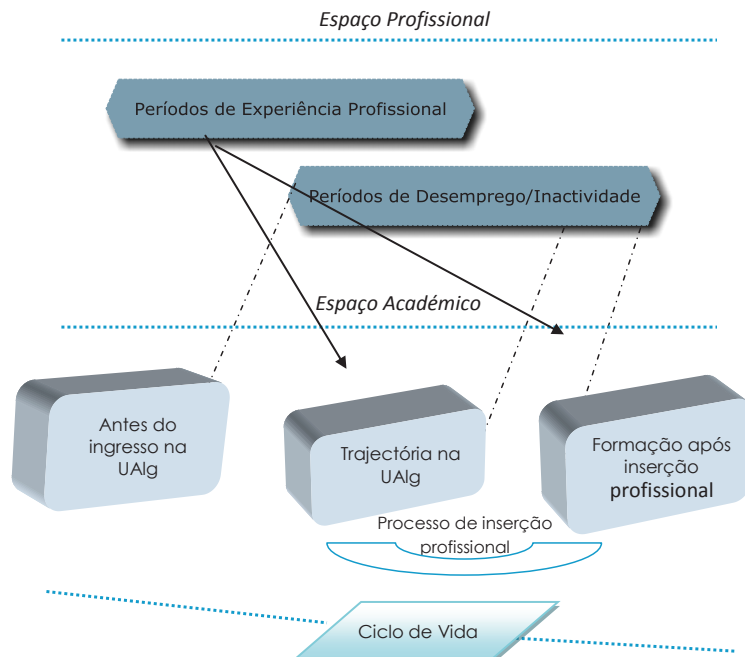 Espaço Profissional
Períodos de Experiência Profissional
Períodos de Desemprego/Inactividade
Espaço Académico
Antes do
ingresso na
UAlg
Trajectória na
UAlg
Formação após
inserção
profissional
Processo de inserção
profissional
Ciclo de Vida